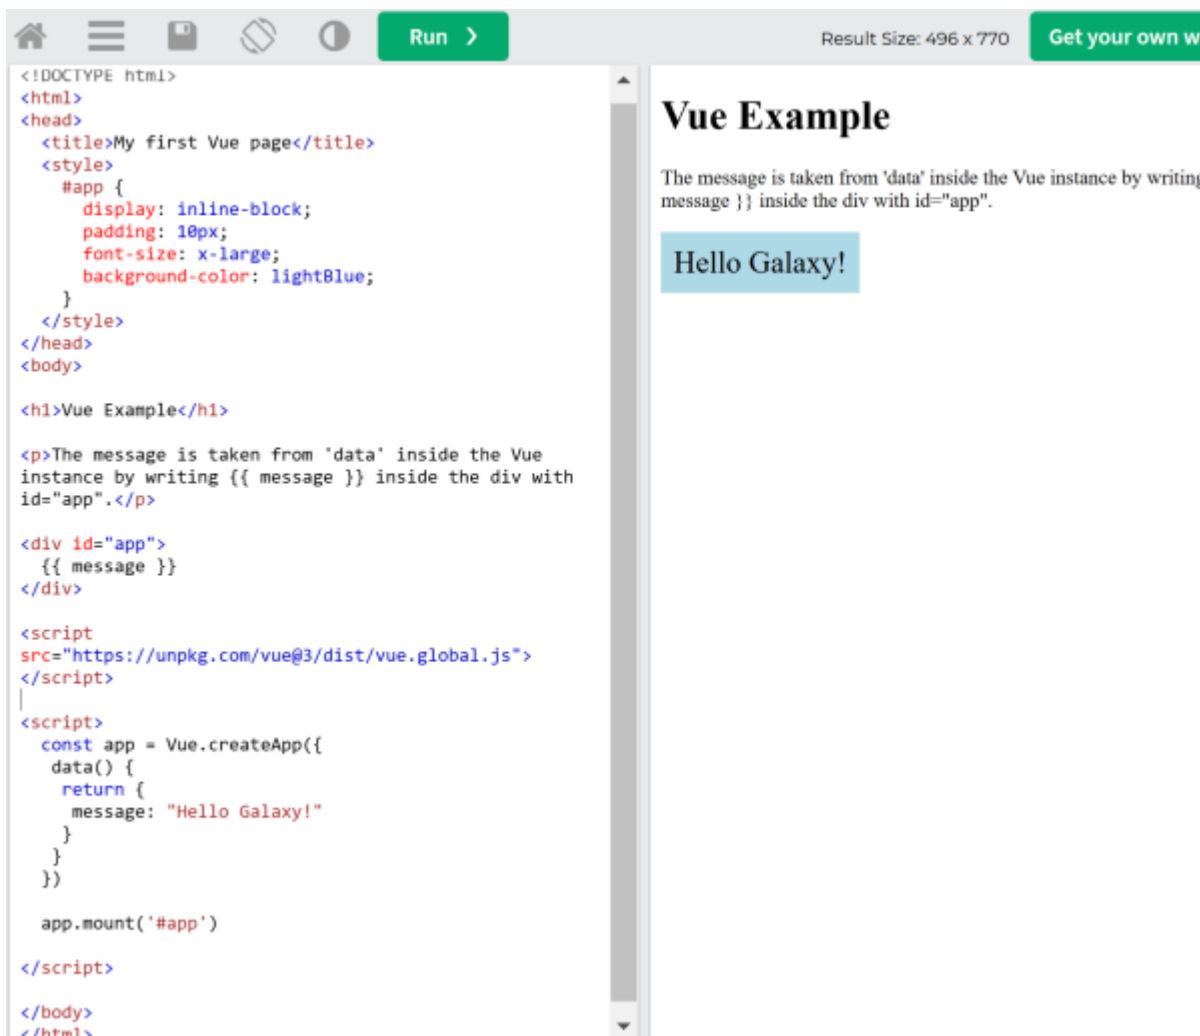 Run ❯
Result Size: 496 x 770
Get your own w
<!DOCTYPE html>
<html>
<head>
  <title>My first Vue page</title>
  <style>
    #app {
      display: inline-block;
      padding: 10px;
      font-size: x-large;
      background-color: lightBlue;
    }
  </style>
</head>
<body>

<h1>Vue Example</h1>

<p>The message is taken from 'data' inside the Vue
instance by writing {{ message }} inside the div with
id="app".</p>

<div id="app">
  {{ message }}
</div>

<script
src="https://unpkg.com/vue@3/dist/vue.global.js">
</script>

<script>
  const app = Vue.createApp({
   data() {
    return {
     message: "Hello Galaxy!"
    }
   }
  })

  app.mount('#app')

</script>

</body>
</html>
Vue Example
The message is taken from 'data' inside the Vue instance by writing
message }} inside the div with id="app".
Hello Galaxy!